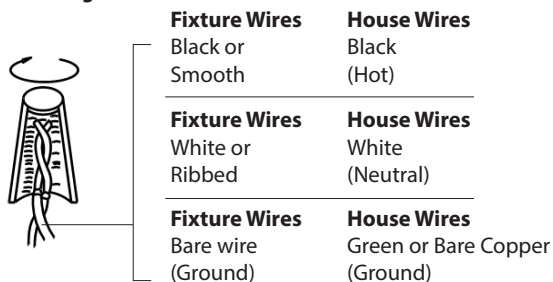 Fixture Wires House Wires
Black or Black
Smooth (Hot)
Fixture Wires House Wires
White or White
Ribbed (Neutral)
Fixture Wires House Wires
Bare wire Green or Bare Copper
(Ground) (Ground)